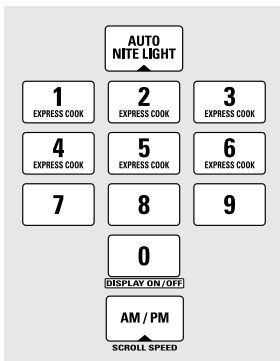 AUTO
NITE LIGHT
1 2 3
EXPRESS COOK EXPRESS COOK EXPRESS COOK
4 5 6
EXPRESS COOK EXPRESS COOK EXPRESS COOK
7 8 9
0
DISPLAY ON/OFF
AM / PM
SCROLL SPEED